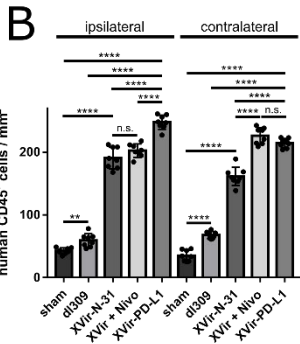 B
ipsilateral
contralateral
****
****
****
****
****
n.s.
**
****
****
****
****
n.s.
****
****
human CD45 cells / mm
200
100
0
sham
dl309
XVir-N-31
XVir + Nivo
XVir-PD-L1
sham
dl309
XVir-N-31
XVir + Nivo
XVir-PD-L1